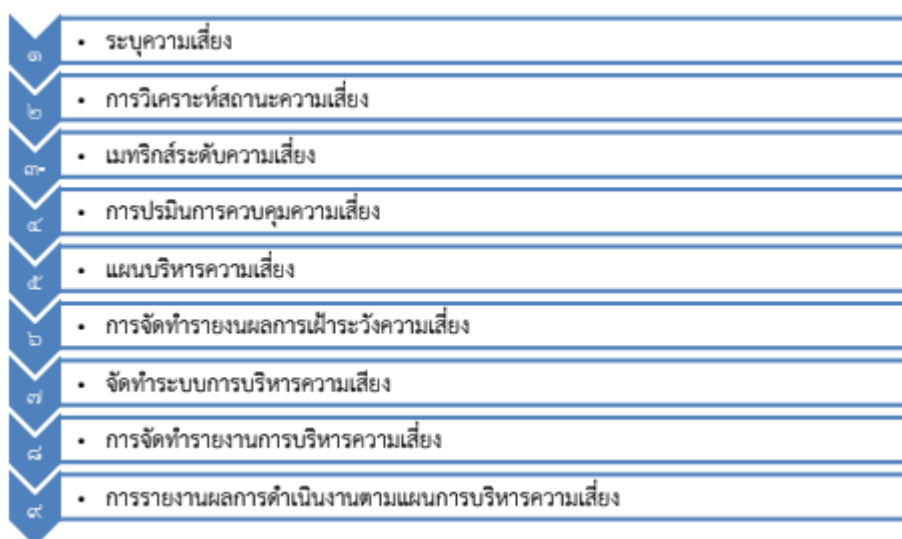 ๑ • ระบุความเสี่ยง
๒ • การวิเคราะห์สถานะความเสี่ยง
๓- • เมทริกส์ระดับความเสี่ยง
๔ • การปรมินการควบคุมความเสี่ยง
๕ • แผนบริหารความเสี่ยง
๖ • การจัดทำรายงนผลการเฝ้าระวังความเสี่ยง
๗ • จัดทำระบบการบริหารความเสียง
๘ • การจัดทำรายงานการบริหารความเสี่ยง
๙ • การรายงานผลการดำเนินงานตามแผนการบริหารความเสี่ยง